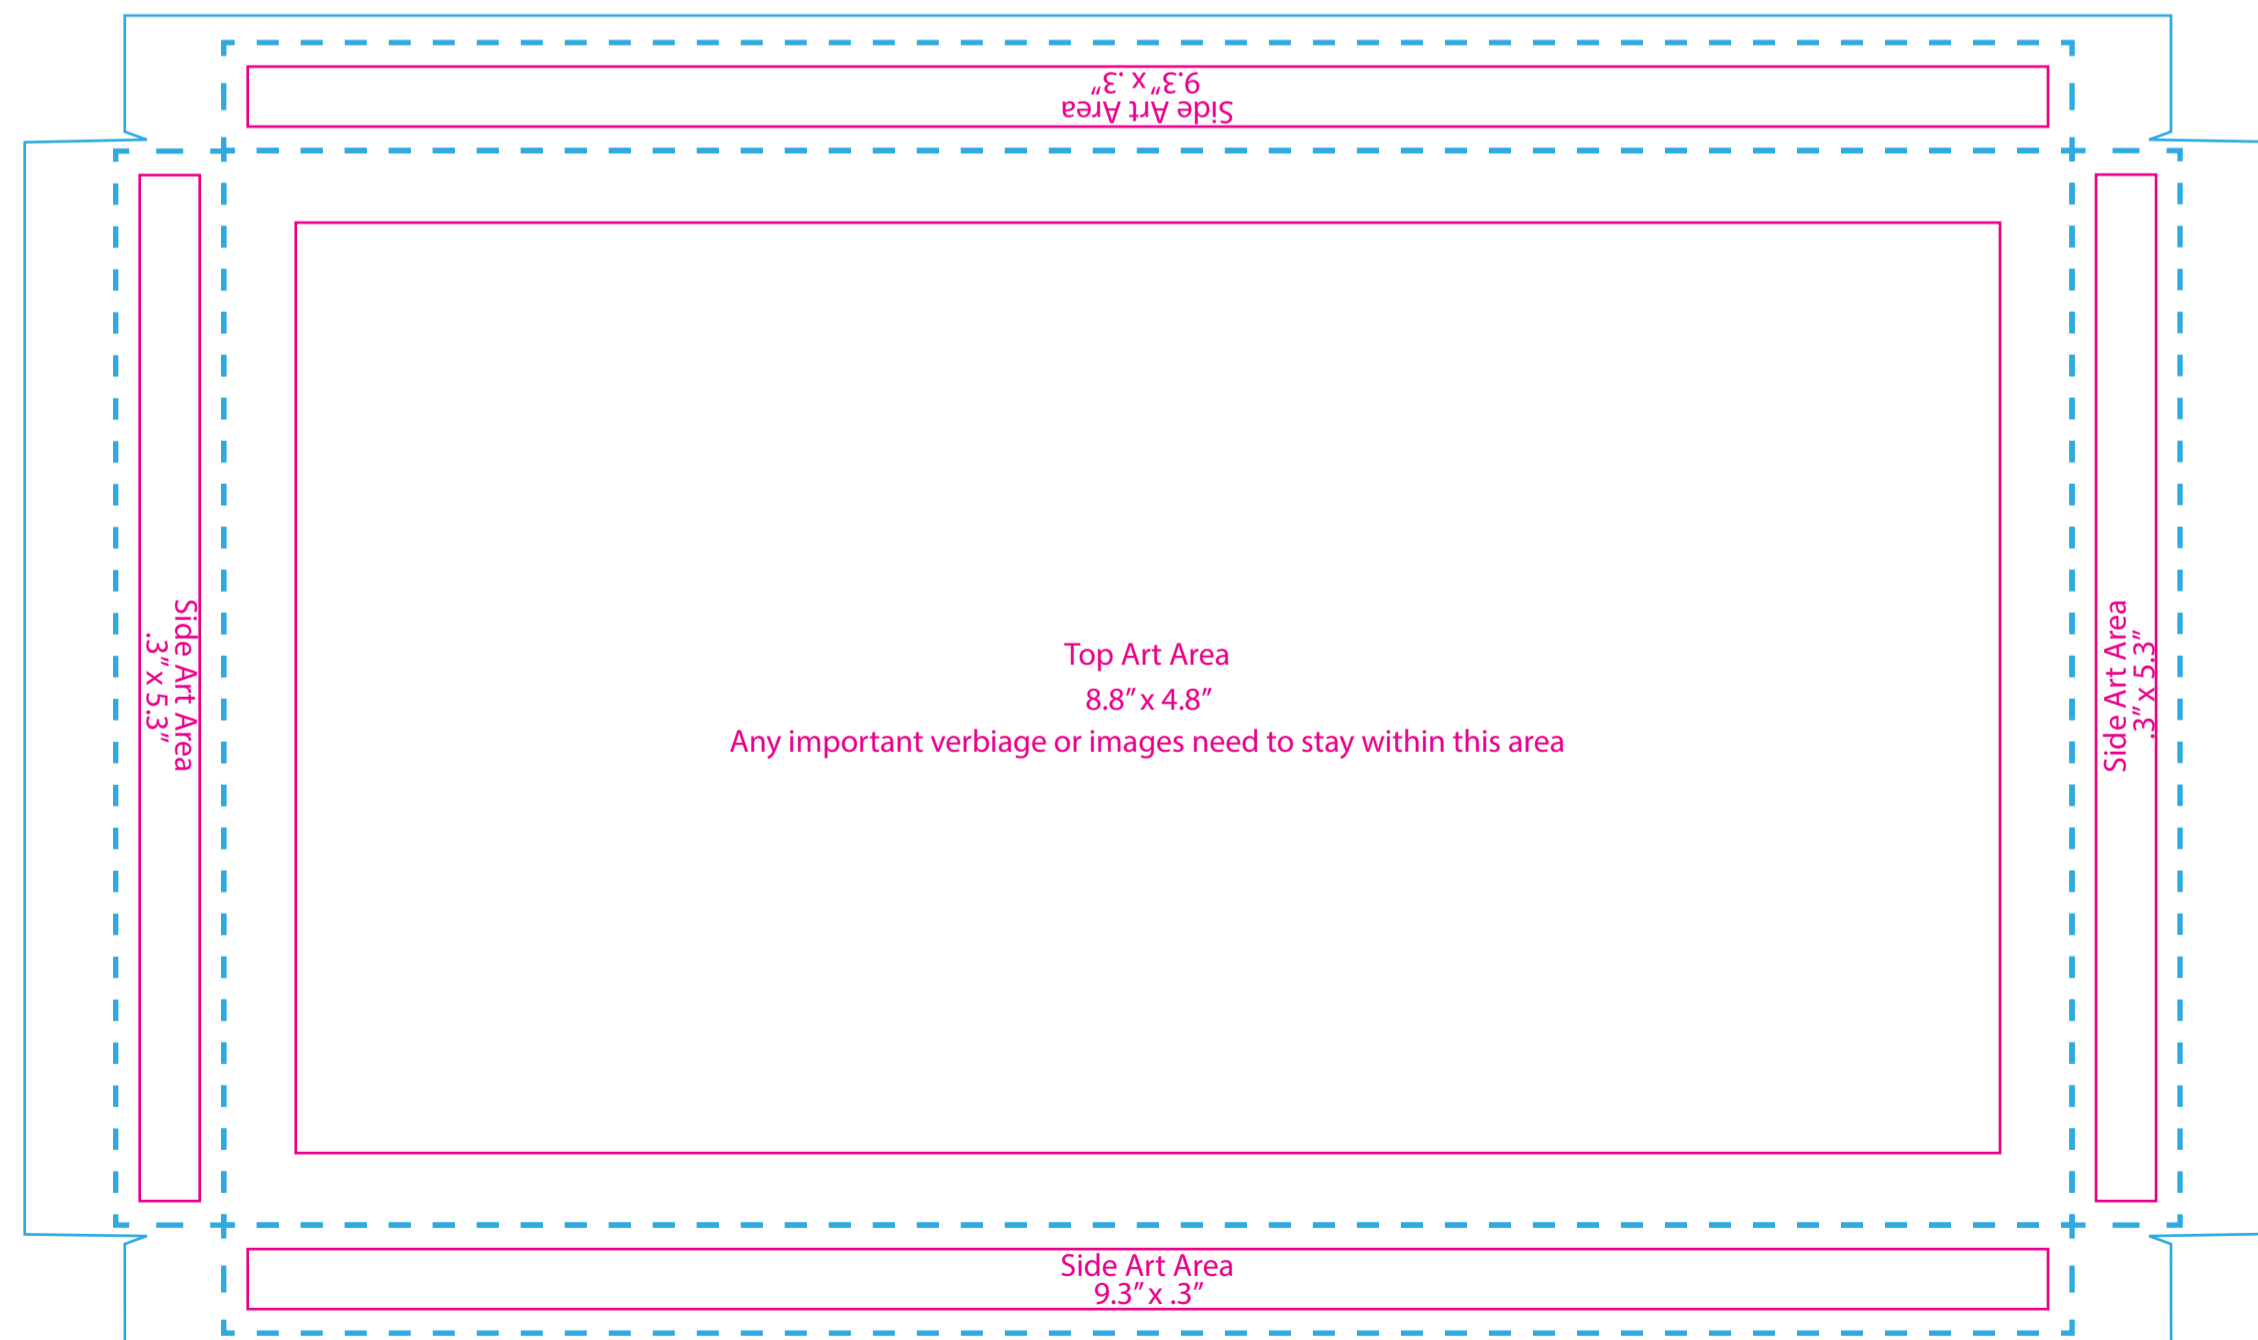 Side Art Area
9.3” x .3”
Side Art Area
.3” x 5.3”
Top Art Area
8.8” x 4.8”
Any important verbiage or images need to stay within this area
Side Art Area
.3” x 5.3”
Side Art Area
9.3” x .3”